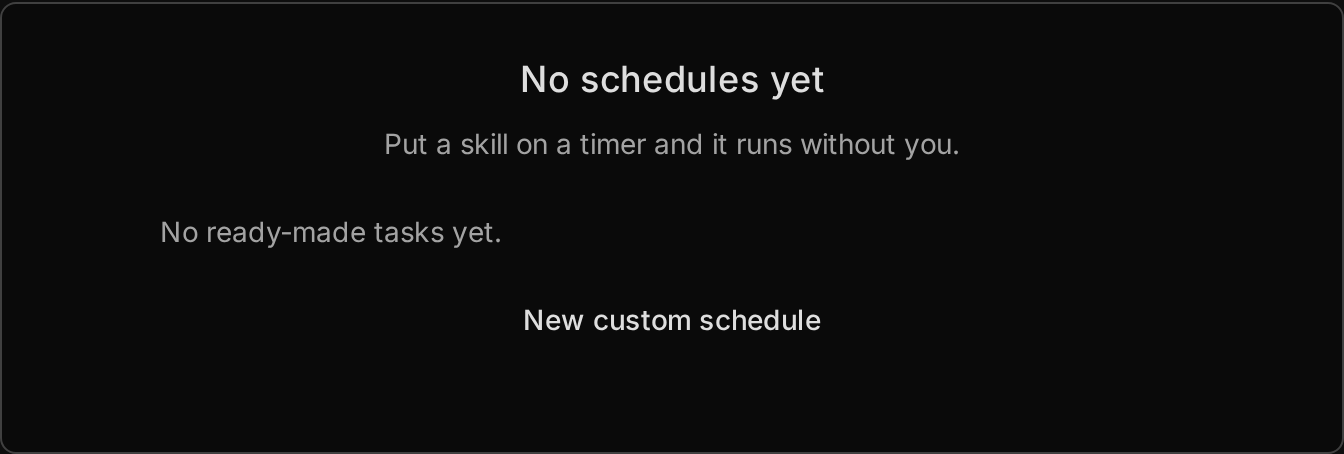 No schedules yet
Put a skill on a timer and it runs without you.
No ready-made tasks yet.
New custom schedule